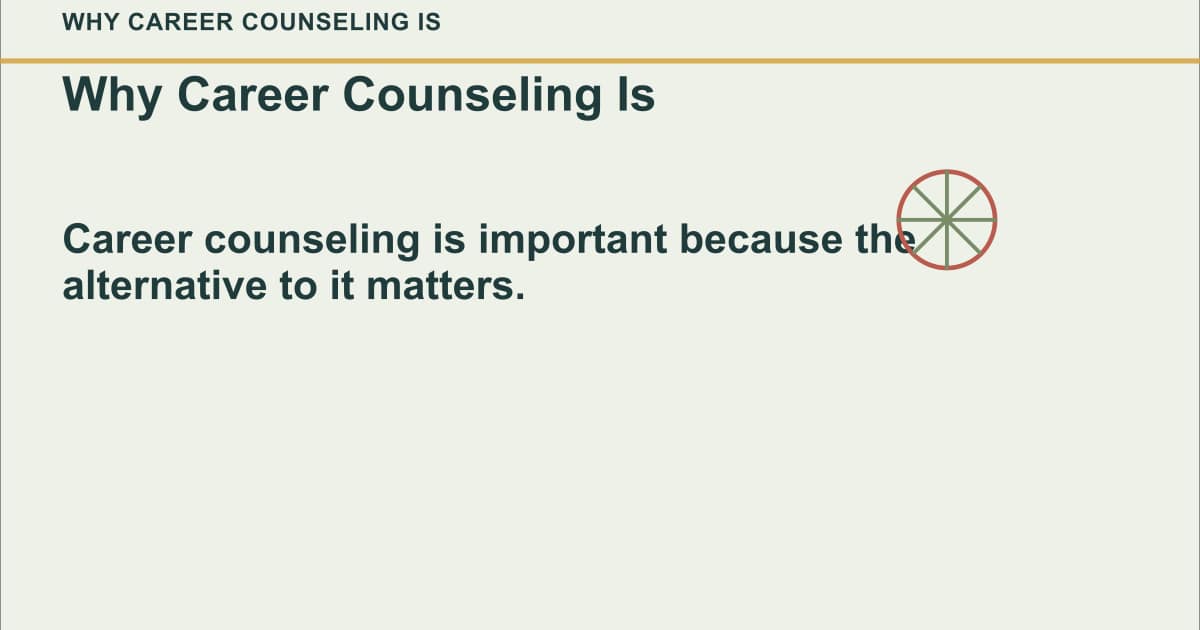 WHY CAREER COUNSELING IS
Why Career Counseling Is
Career counseling is important because the
alternative to it matters.